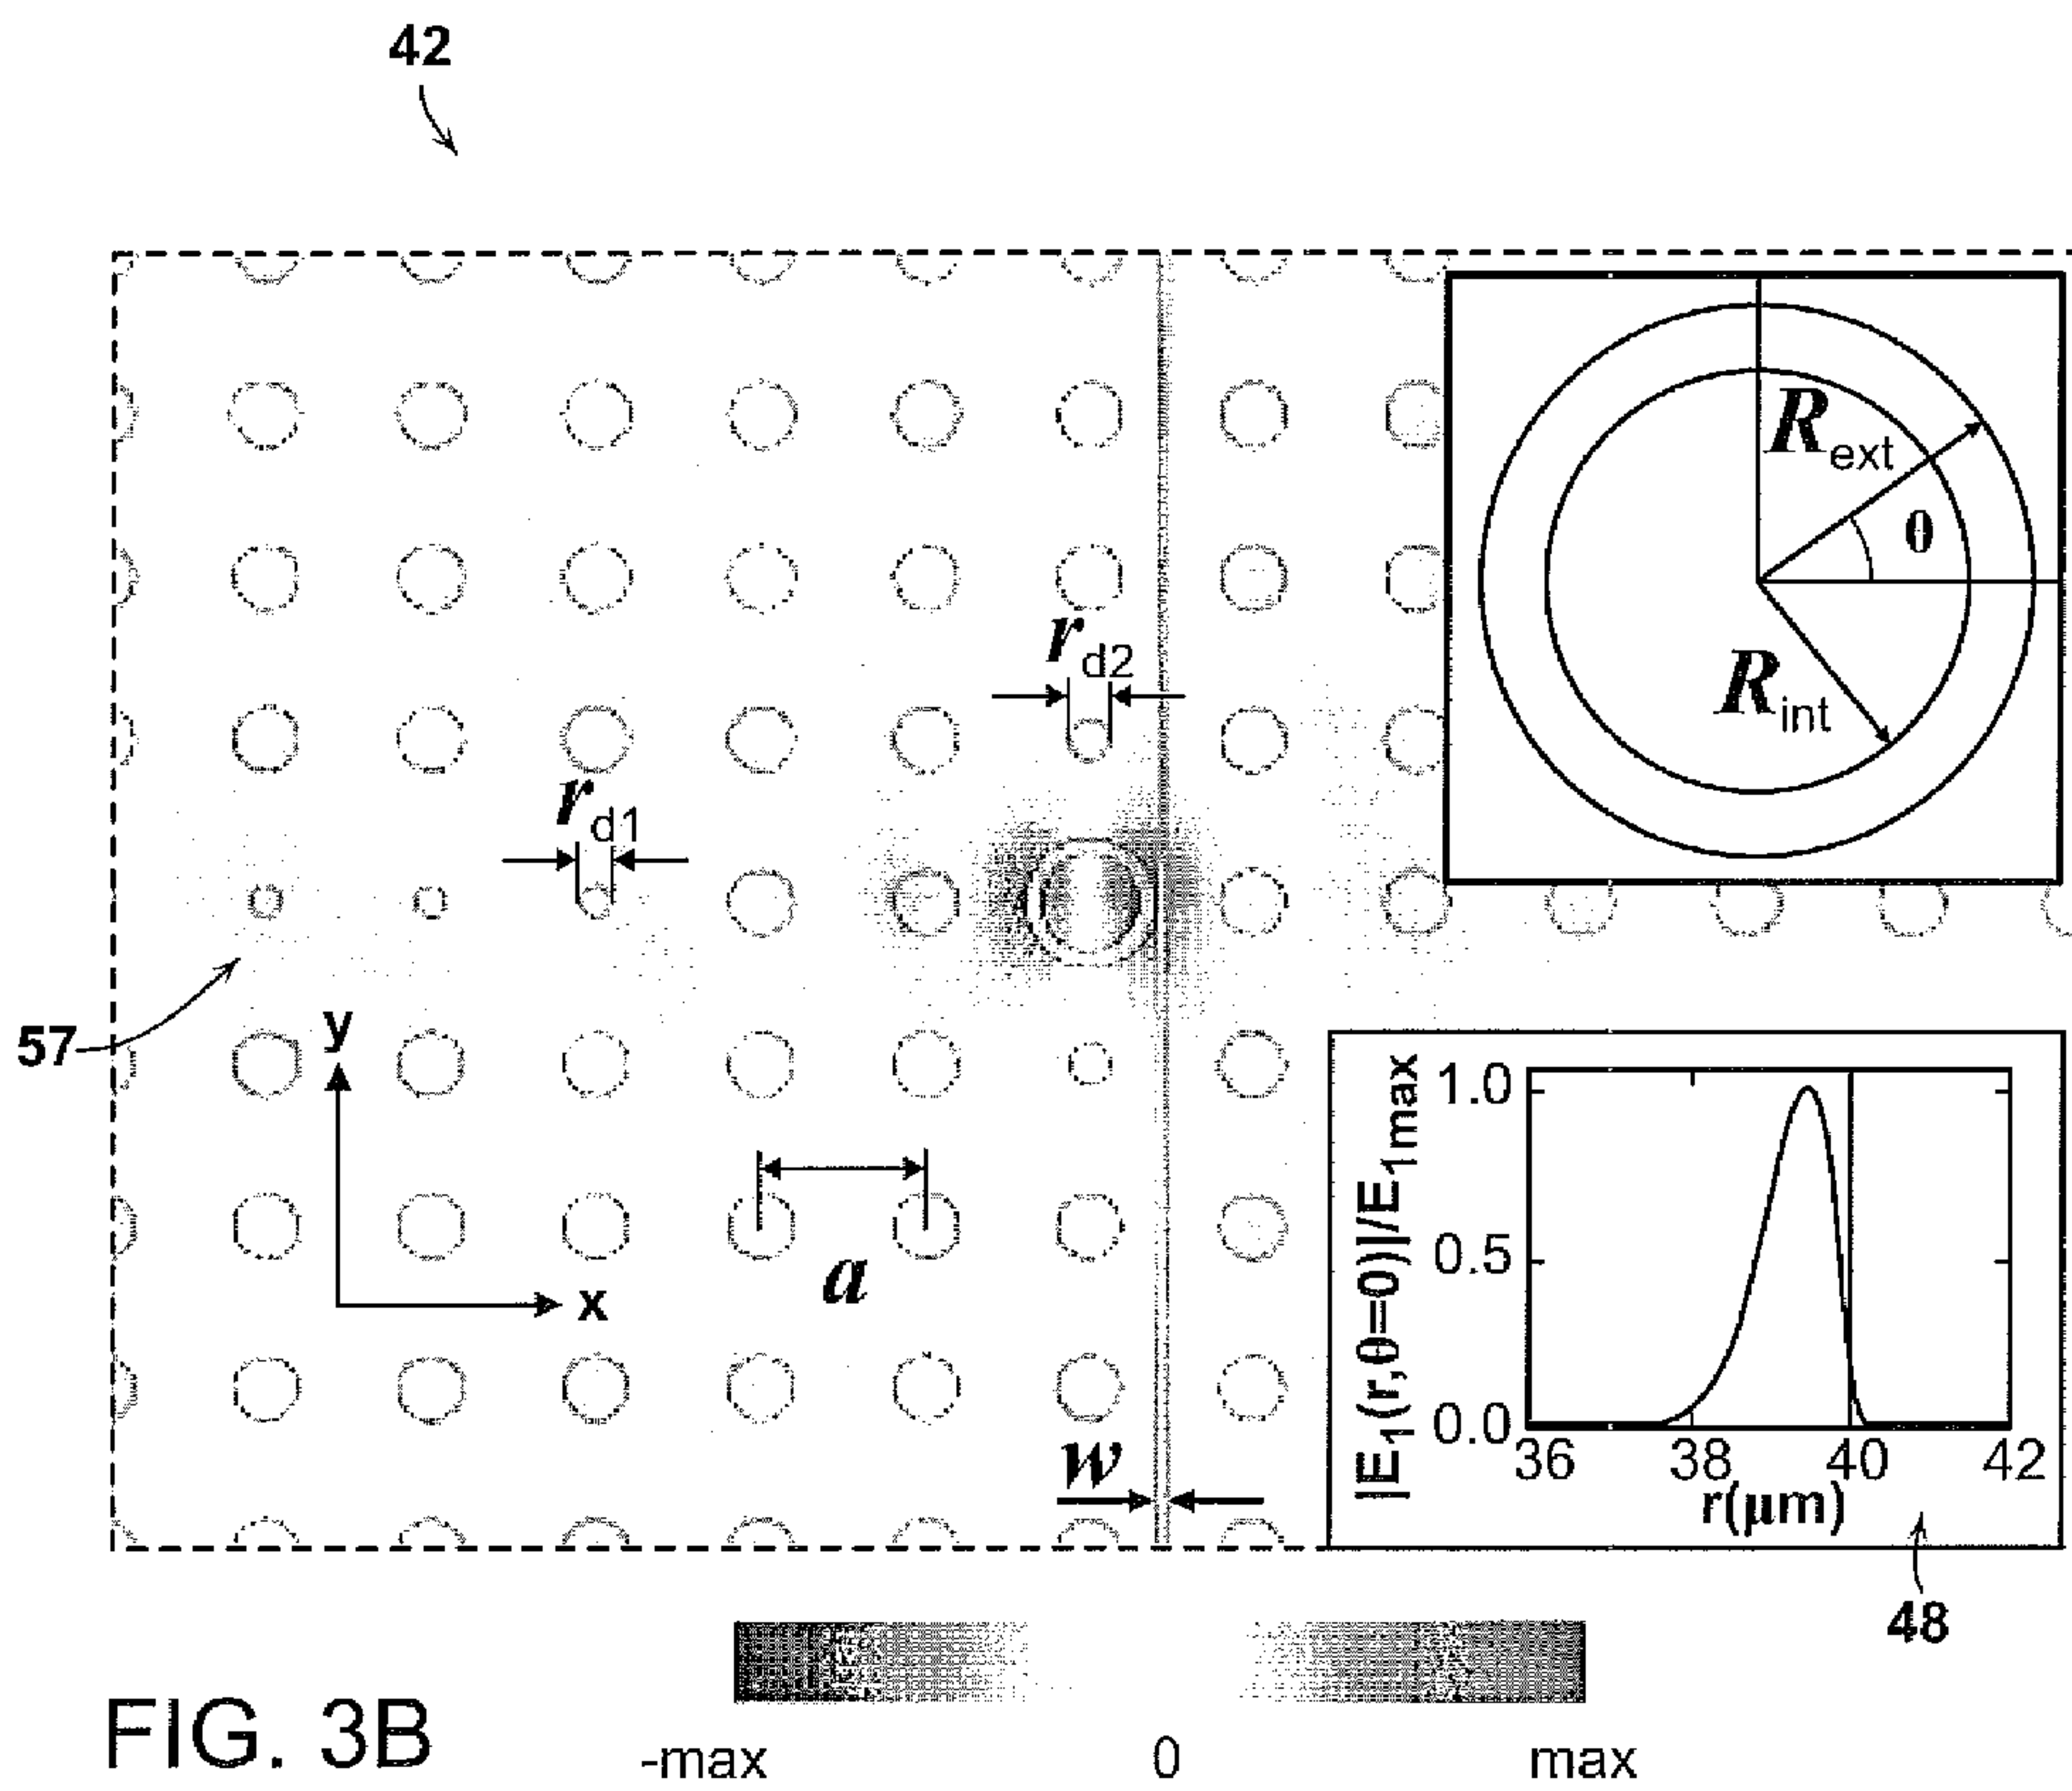 42
R ext
θ
r d2
R int
r d1
57
y
x
a
w
|E1(r,θ=0)|/E1max
1.0
0.5
0.0
36 38 40 42
r(μm)
48
FIG. 3B
-max 0 max